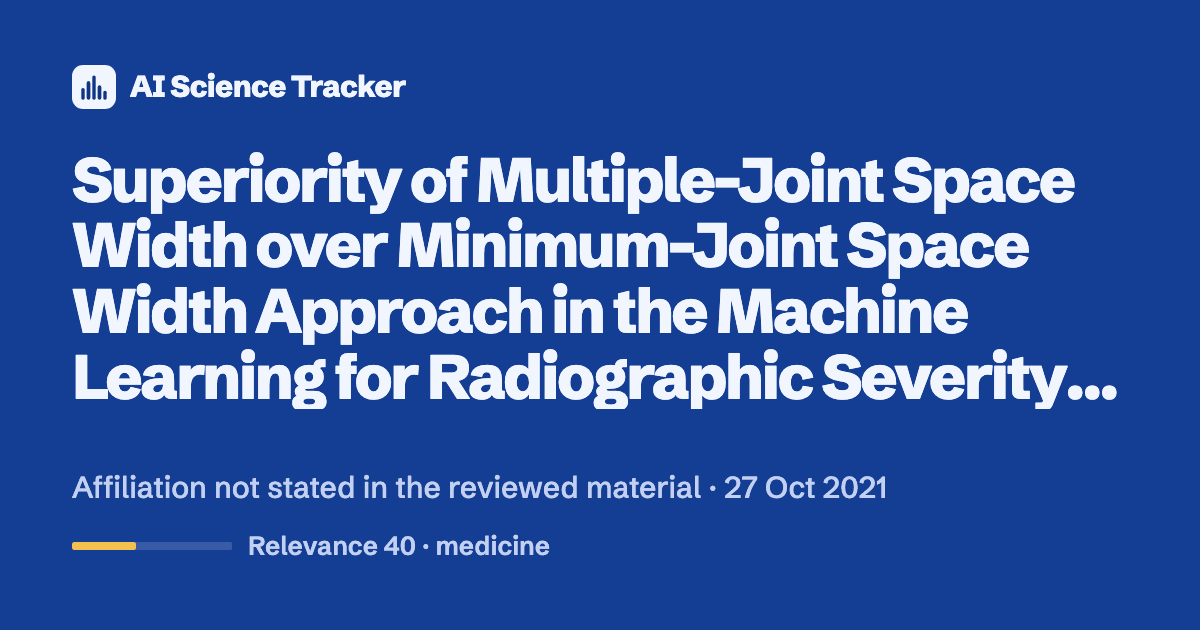 AI Science Tracker
Superiority of Multiple-Joint Space
Width over Minimum-Joint Space
Width Approach in the Machine
Learning for Radiographic Severity...
Affiliation not stated in the reviewed material · 27 Oct 2021
Relevance 40 · medicine